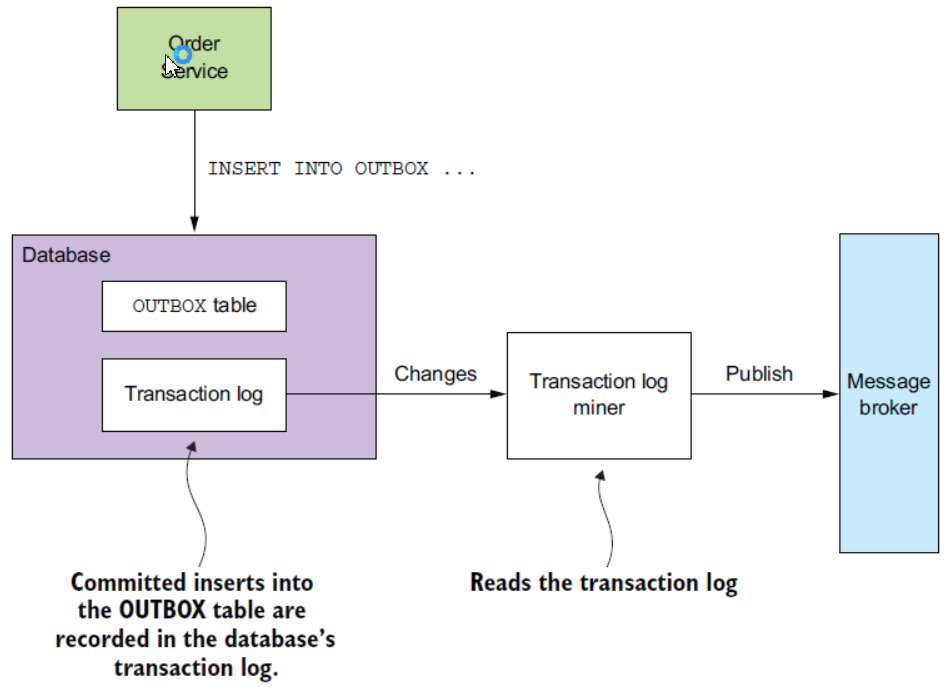 Order
Service
INSERT INTO OUTBOX ...
Database
OUTBOX table
Transaction log
Changes
Transaction log
miner
Publish
Message
broker
Committed inserts into
the OUTBOX table are
recorded in the database’s
transaction log.
Reads the transaction log